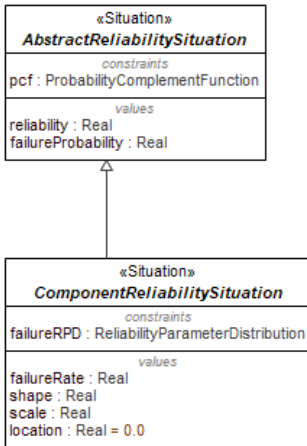 «Situation»
AbstractReliabilitySituation
constraints
pcf : ProbabilityComplementFunction
values
reliability : Real
failureProbability : Real
«Situation»
ComponentReliabilitySituation
constraints
failureRPD : ReliabilityParameterDistribution
values
failureRate : Real
shape : Real
scale : Real
location : Real = 0.0